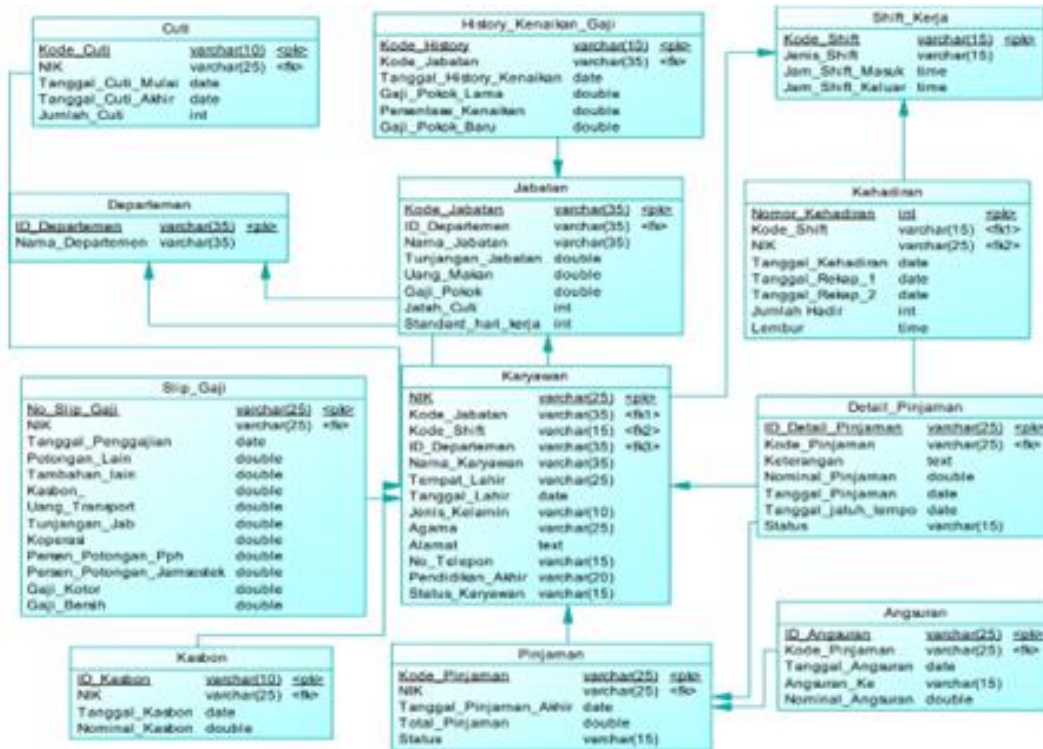 Cuti
Kode_Cuti varchar(10) <pk>
NIK varchar(25) <fk>
Tanggal_Cuti_Mulai date
Tanggal_Cuti_Akhir date
Jumlah_Cuti int
History_Kenaikan_Gaji
Kode_History varchar(10) <pk>
Kode_Jabatan varchar(35) <fk>
Tanggal_History_Kenaikan date
Gaji_Pokok_Lama double
Persentase_Kenaikan double
Gaji_Pokok_Baru double
Shift_Kerja
Kode_Shift varchar(15) <pk>
Jenis_Shift varchar(15)
Jam_Shift_Masuk time
Jam_Shift_Keluar time
Departemen
ID_Departemen varchar(35) <pk>
Nama_Departemen varchar(35)
Jabatan
Kode_Jabatan varchar(35) <pk>
ID_Departemen varchar(35) <fk>
Nama_Jabatan varchar(35)
Tunjangan_Jabatan double
Uang_Makan double
Gaji_Pokok double
Jatah_Cuti int
Standard_hari_kerja int
Kehadiran
Nomor_Kehadiran int <pk>
Kode_Shift varchar(15) <fk1>
NIK varchar(25) <fk2>
Tanggal_Kehadiran date
Tanggal_Rekap_1 date
Tanggal_Rekap_2 date
Jumlah Hadir int
Lembur time
Slip_Gaji
No_Slip_Gaji varchar(25) <pk>
NIK varchar(25) <fk>
Tanggal_Penggajian date
Potongan_Lain double
Tambahan_lain double
Kasbon_ double
Uang_Transport double
Tunjangan_Jab double
Koperasi double
Persen_Potongan_Pph double
Persen_Potongan_Jamsostek double
Gaji_Kotor double
Gaji_Bersih double
Karyawan
NIK varchar(25) <pk>
Kode_Jabatan varchar(35) <fk1>
Kode_Shift varchar(15) <fk2>
ID_Departemen varchar(35) <fk3>
Nama_Karyawan varchar(35)
Tempat_Lahir varchar(25)
Tanggal_Lahir date
Jenis_Kelamin varchar(10)
Agama varchar(25)
Alamat text
No_Telepon varchar(15)
Pendidikan_Akhir varchar(20)
Status_Karyawan varchar(15)
Detail_Pinjaman
ID_Detail_Pinjaman varchar(25) <pk>
Kode_Pinjaman varchar(25) <fk>
Keterangan text
Nominal_Pinjaman double
Tanggal_Pinjaman date
Tanggal_jatuh_tempo date
Status varchar(15)
Kasbon
ID_Kasbon varchar(10) <pk>
NIK varchar(25) <fk>
Tanggal_Kasbon date
Nominal_Kasbon double
Pinjaman
Kode_Pinjaman varchar(25) <pk>
NIK varchar(25) <fk>
Tanggal_Pinjaman_Akhir date
Total_Pinjaman double
Status varchar(15)
Angsuran
ID_Angsuran varchar(25) <pk>
Kode_Pinjaman varchar(25) <fk>
Tanggal_Angsuran date
Angsuran_Ke varchar(15)
Nominal_Angsuran double